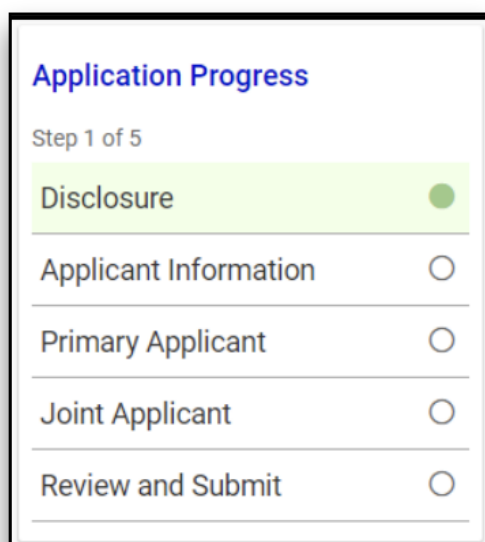 Application Progress
Step 1 of 5
Disclosure
Applicant Information
Primary Applicant
Joint Applicant
Review and Submit